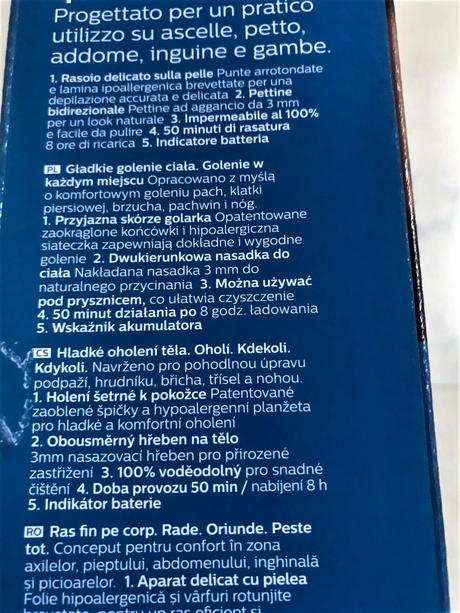 Progettato per un pratico
utilizzo su ascelle, petto,
addome, inguine e gambe.
1. Rasoio delicato sulla pelle Punte arrotondate
e lamina ipoallergenica brevettate per una
depilazione accurata e delicata 2. Pettine
bidirezionale Pettine ad aggancio da 3 mm
per un look naturale 3. Impermeabile al 100%
e facile da pulire 4. 50 minuti di rasatura
8 ore di ricarica 5. Indicatore batteria
PL Gładkie golenie ciała. Golenie w
każdym miejscu Opracowano z myślą
o komfortowym goleniu pach, klatki
piersiowej, brzucha, pachwin i nóg.
1. Przyjazna skórze golarka Opatentowane
zaokrąglone końcówki i hipoalergiczna
siateczka zapewniają dokładne i wygodne
golenie 2. Dwukierunkowa nasadka do
ciała Nakładana nasadka 3 mm do
naturalnego przycinania 3. Można używać
pod prysznicem, co ułatwia czyszczenie
4. 50 minut działania po 8 godz. ładowania
5. Wskaźnik akumulatora
CS Hladké oholení těla. Oholí. Kdekoli.
Kdykoli. Navrženo pro pohodlnou úpravu
podpaží, hrudníku, břicha, třísel a nohou.
1. Holení šetrné k pokožce Patentované
zaoblené špičky a hypoalergenní planžeta
pro hladké a komfortní oholení
2. Obousměrný hřeben na tělo
3mm nasazovací hřeben pro přirozené
zastřižení 3. 100% voděodolný pro snadné
čištění 4. Doba provozu 50 min / nabíjení 8 h
5. Indikátor baterie
RO Ras fin pe corp. Rade. Oriunde. Peste
tot. Conceput pentru confort în zona
axilelor, pieptului, abdomenului, inghinală
și picioarelor. 1. Aparat delicat cu pielea
Folie hipoalergenică și vârfuri rotunjite
brevetate, pentru un ras eficient și